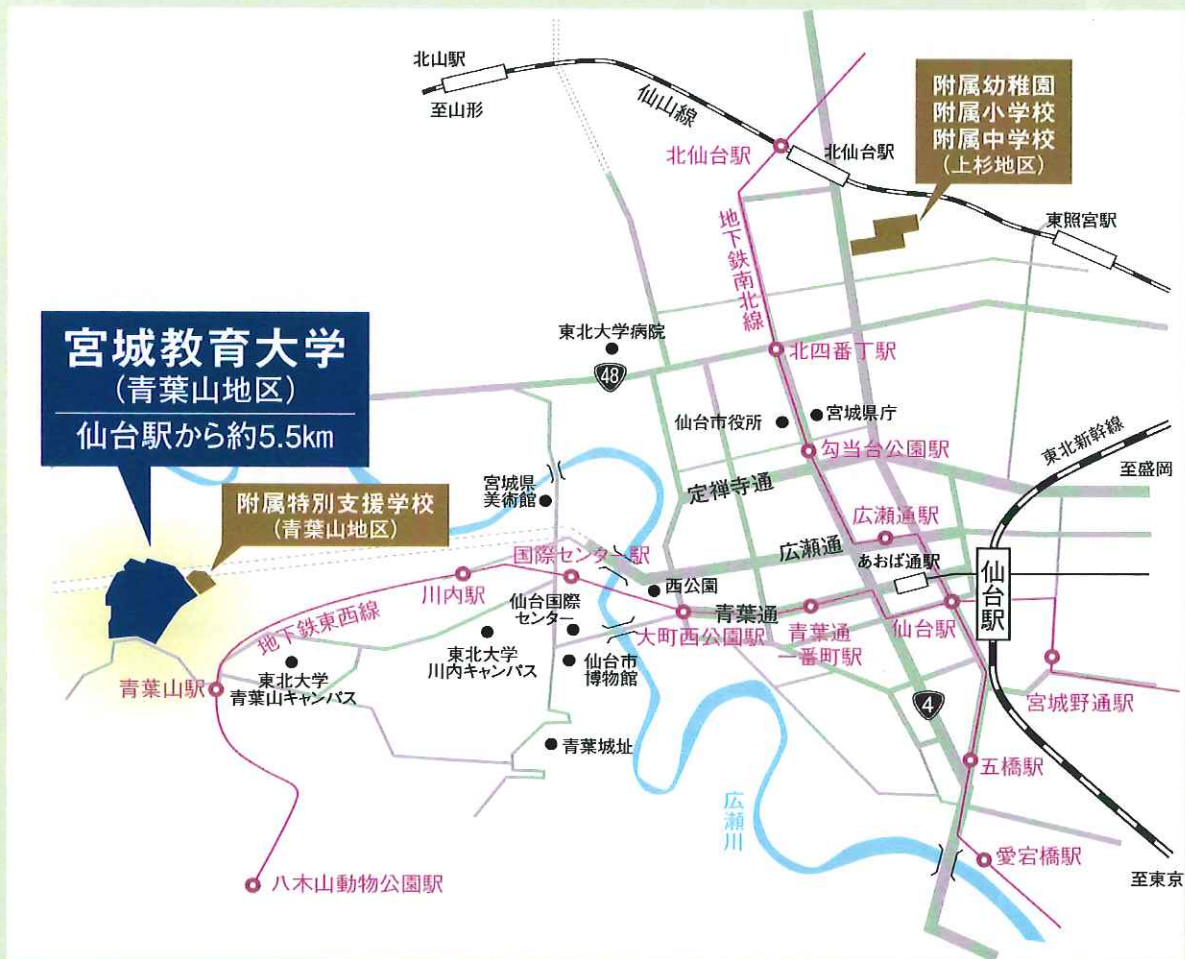 北山駅
至山形
仙山線
北仙台駅
北仙台駅
附属幼稚園
附属小学校
附属中学校
(上杉地区)
東照宮駅
地下鉄南北線
宮城教育大学
(青葉山地区)
仙台駅から約5.5km
東北大学病院
48
北四番丁駅
仙台市役所
宮城県庁
勾当台公園駅
東北新幹線
至盛岡
附属特別支援学校
(青葉山地区)
宮城県
美術館
定禅寺通
広瀬通駅
広瀬通
あおば通駅
国際センター駅
川内駅
西公園
仙台駅
仙台国際
センター
青葉通
大町西公園駅
青葉通
一番町駅
仙台駅
地下鉄東西線
東北大学
川内キャンパス
仙台市
博物館
東北大学
青葉山キャンパス
青葉山駅
宮城野通駅
4
青葉城址
五橋駅
広瀬川
愛宕橋駅
八木山動物公園駅
至東京